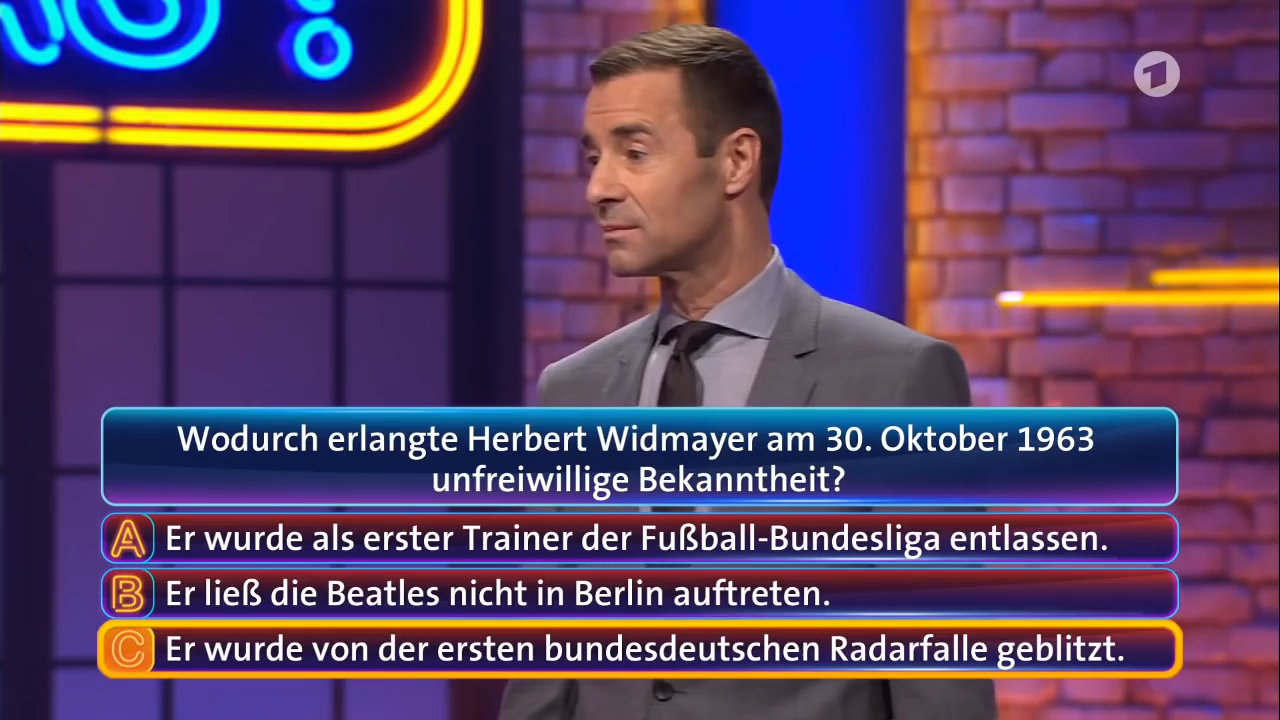 Wodurch erlangte Herbert Widmayer am 30. Oktober 1963
unfreiwillige Bekanntheit?
A Er wurde als erster Trainer der Fußball-Bundesliga entlassen.
B Er ließ die Beatles nicht in Berlin auftreten.
C Er wurde von der ersten bundesdeutschen Radarfalle geblitzt.
1